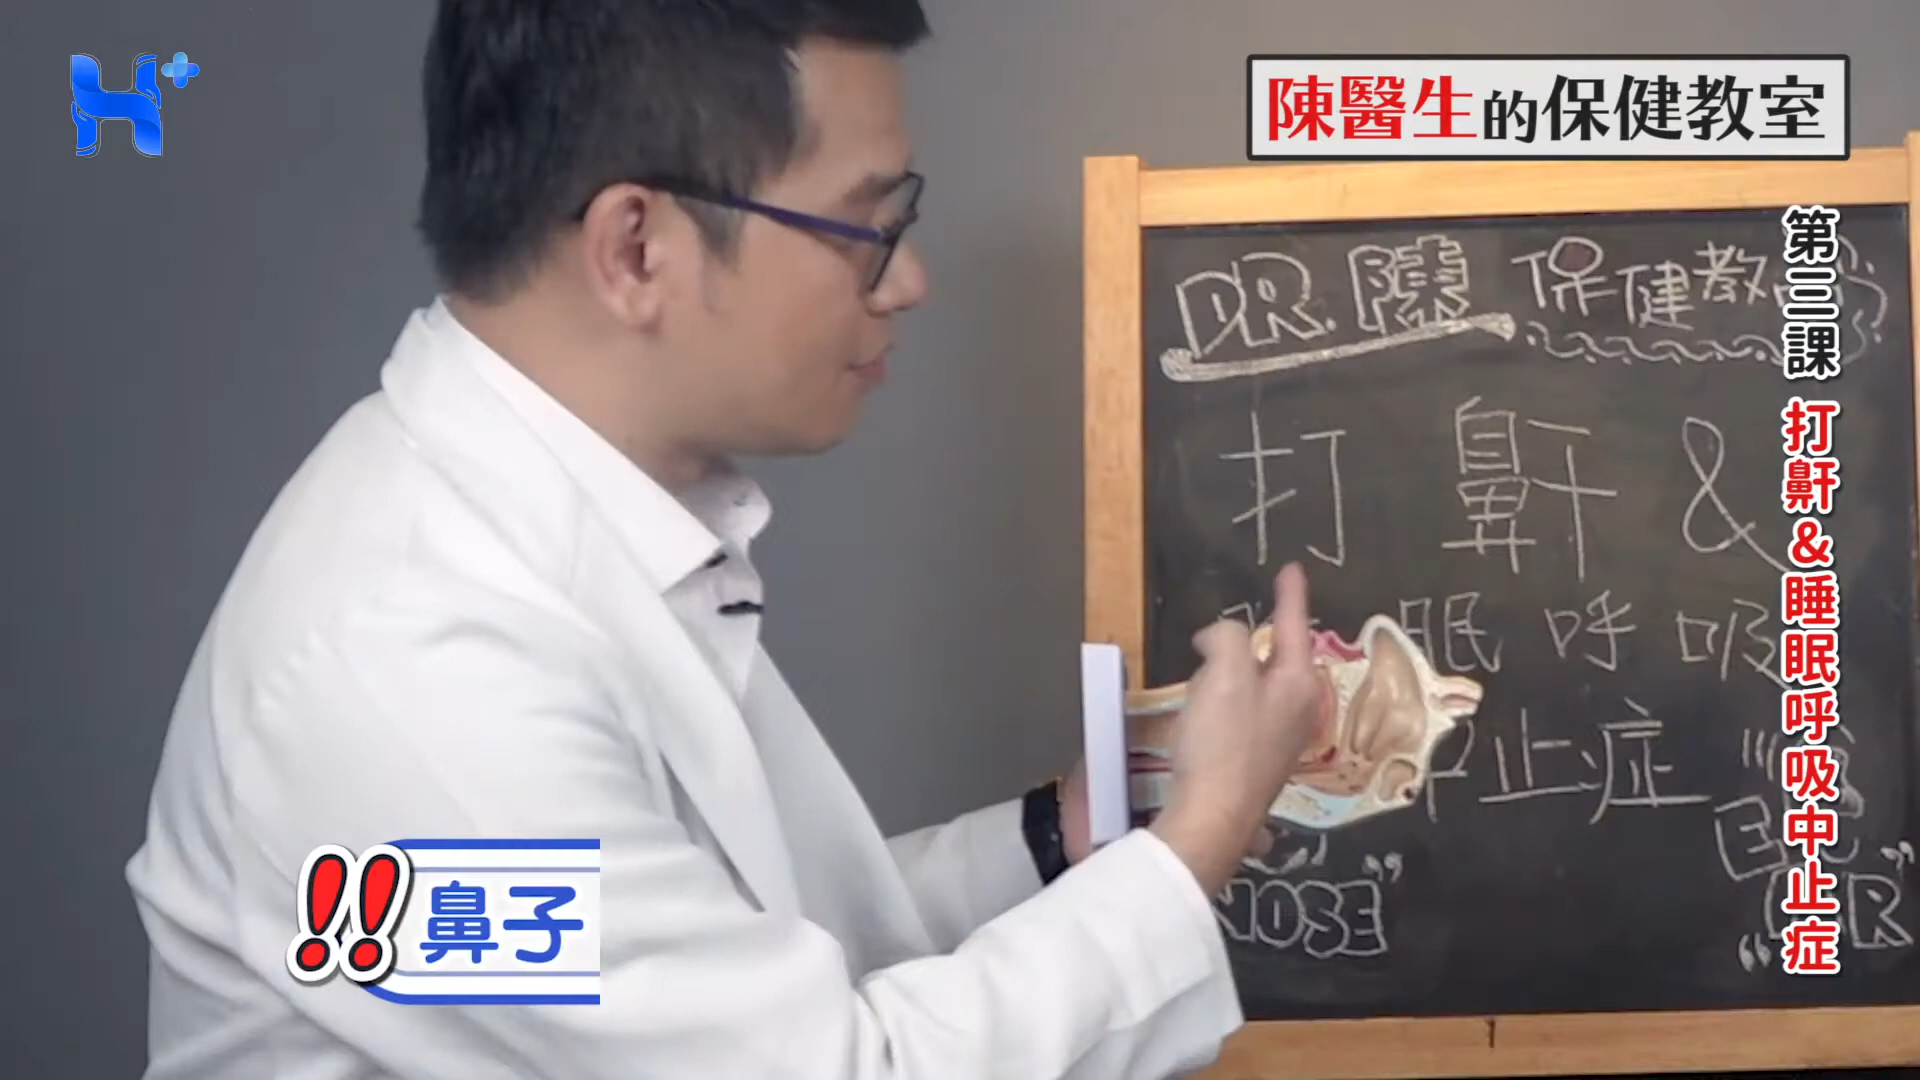 H+
陳醫生的保健教室
第三課 打鼾&睡眠呼吸中止症
DR. 陳 保健教
打鼾&
眠呼吸
中止症
NOSE"
E
R"
!!鼻子